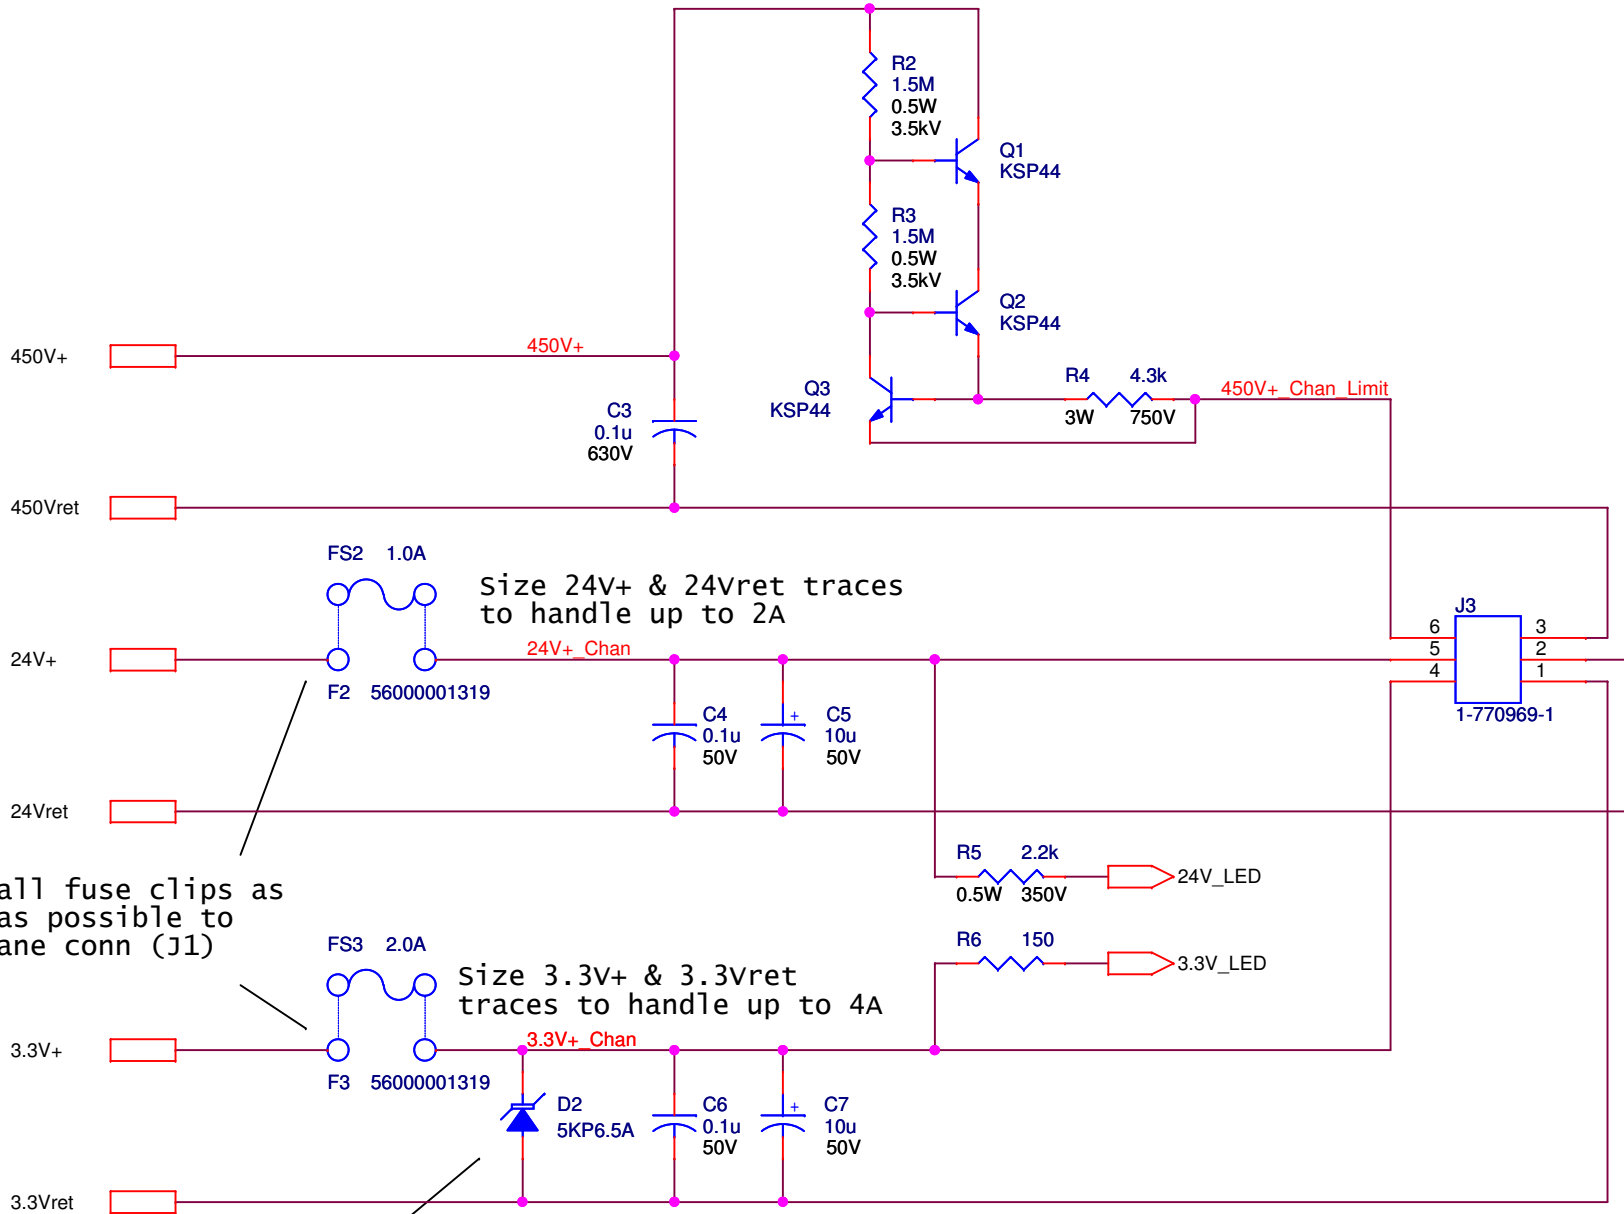 R2
1.5M
0.5W
3.5kV
Q1
KSP44
R3
1.5M
0.5W
3.5kV
Q2
KSP44
450V+
450V+
Q3
KSP44
R4 4.3k
3W 750V
450V+_Chan_Limit
C3
0.1u
630V
450Vret
FS2 1.0A
Size 24V+ & 24Vret traces
to handle up to 2A
24V+
24V+_Chan
F2 56000001319
J3
6 3
5 2
4 1
1-770969-1
C4
0.1u
50V
+ C5
10u
50V
24Vret
R5 2.2k
0.5W 350V
24V_LED
all fuse clips as
as possible to
ane conn (J1)
R6 150
3.3V_LED
FS3 2.0A
Size 3.3V+ & 3.3Vret
traces to handle up to 4A
3.3V+
3.3V+_Chan
F3 56000001319
D2
5KP6.5A
C6
0.1u
50V
+ C7
10u
50V
3.3Vret